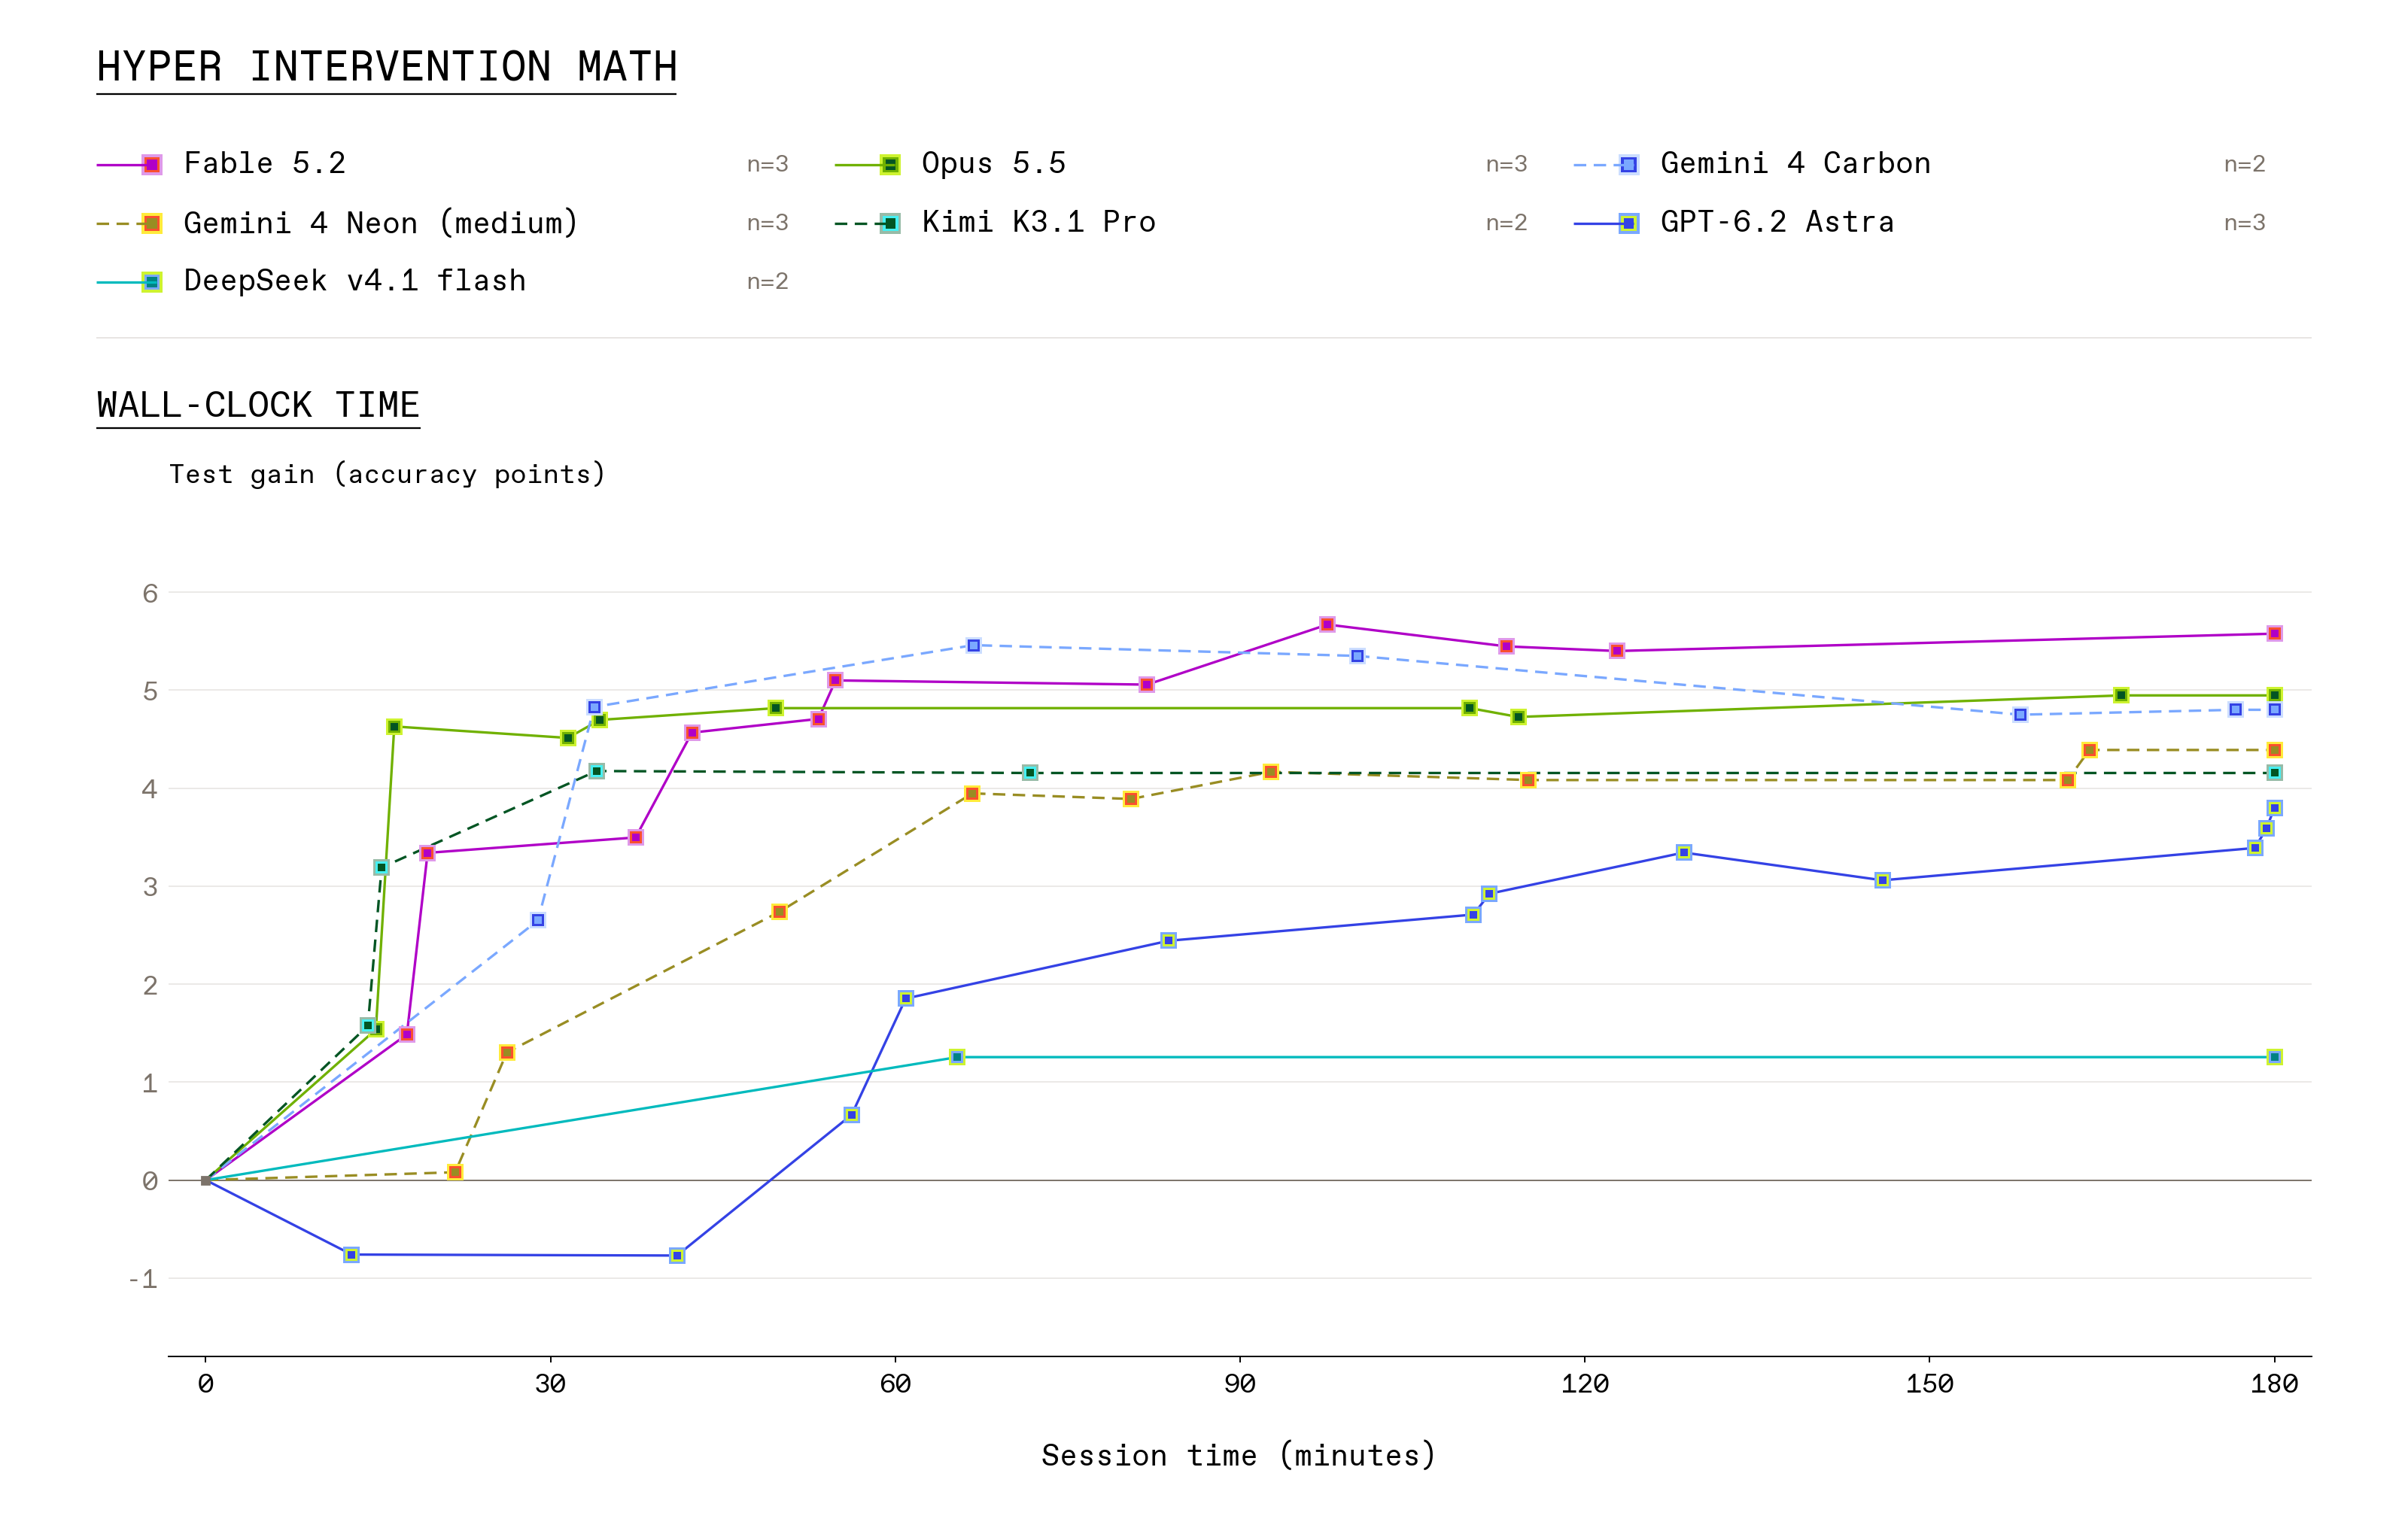 HYPER INTERVENTION MATH
Fable 5.2 n=3 Opus 5.5 n=3 Gemini 4 Carbon n=2
Gemini 4 Neon (medium) n=3 Kimi K3.1 Pro n=2 GPT-6.2 Astra n=3
DeepSeek v4.1 flash n=2
WALL-CLOCK TIME
Test gain (accuracy points)
6
5
4
3
2
1
0
-1
0 30 60 90 120 150 180
Session time (minutes)